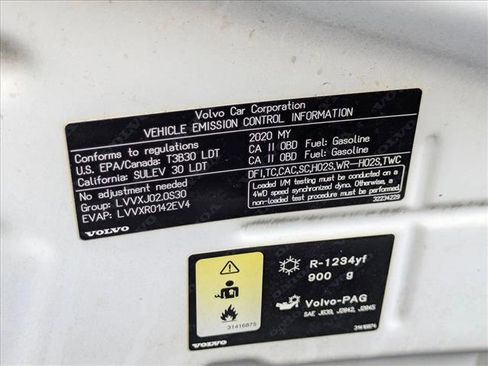 Volvo Car Corporation
VEHICLE EMISSION CONTROL INFORMATION
Conforms to regulations 2020 MY
U.S. EPA/Canada: T3B30 LDT CA II OBD Fuel: Gasoline
California: SULEV 30 LDT CA II OBD Fuel: Gasoline
No adjustment needed DFI,TC,CAC,SC,HO2S,WR-HO2S,TWC
Group: LVVXJ02.0S30
EVAP: LVVXR0142EV4
Loaded I/M testing must be conducted on a
4WD speed synchronized dyno. Otherwise, a
non-loaded test procedure must be conducted.
VOLVO 32234229
R-1234yf
900 g
Volvo-PAG
SAE J639, J2842, J2845
31416875 31416874
VOLVO